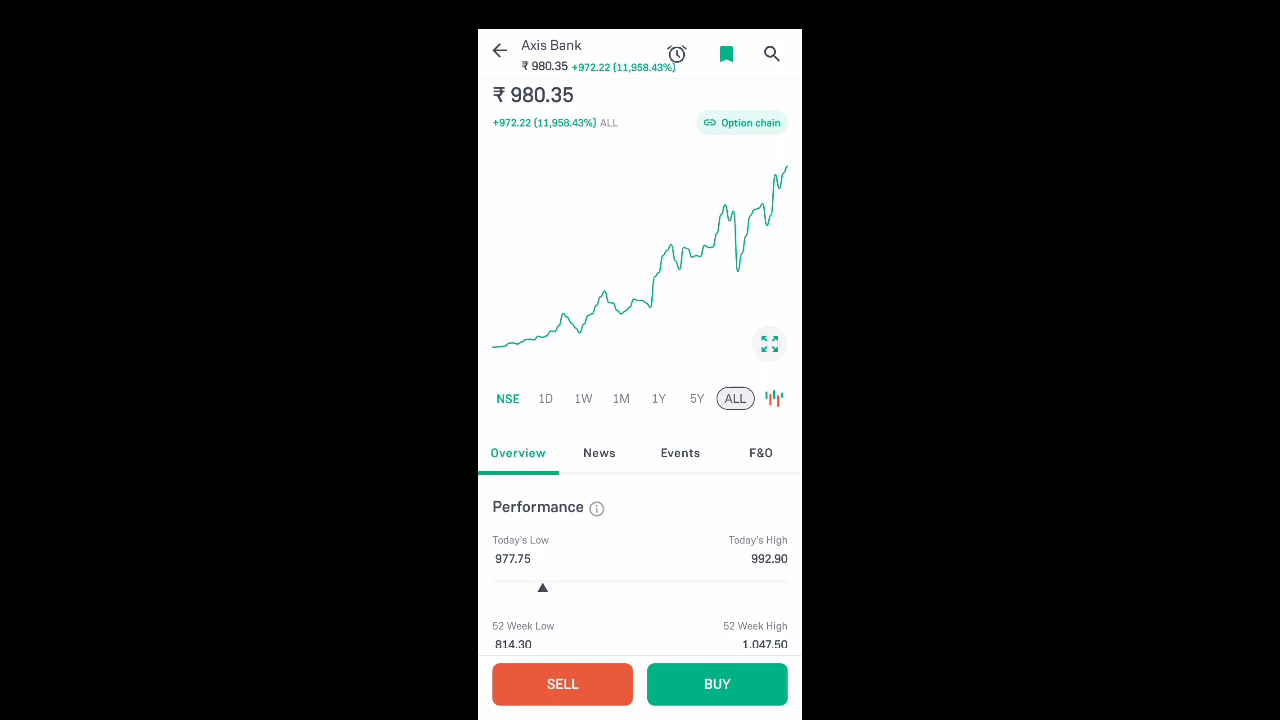 Axis Bank
₹ 980.35 +972.22 (11,958.43%)
₹ 980.35
+972.22 (11,958.43%) ALL
Option chain
NSE 1D 1W 1M 1Y 5Y ALL
Overview News Events F&O
Performance
Today's Low Today's High
977.75 992.90
52 Week Low 52 Week High
814.30 1,047.50
SELL BUY